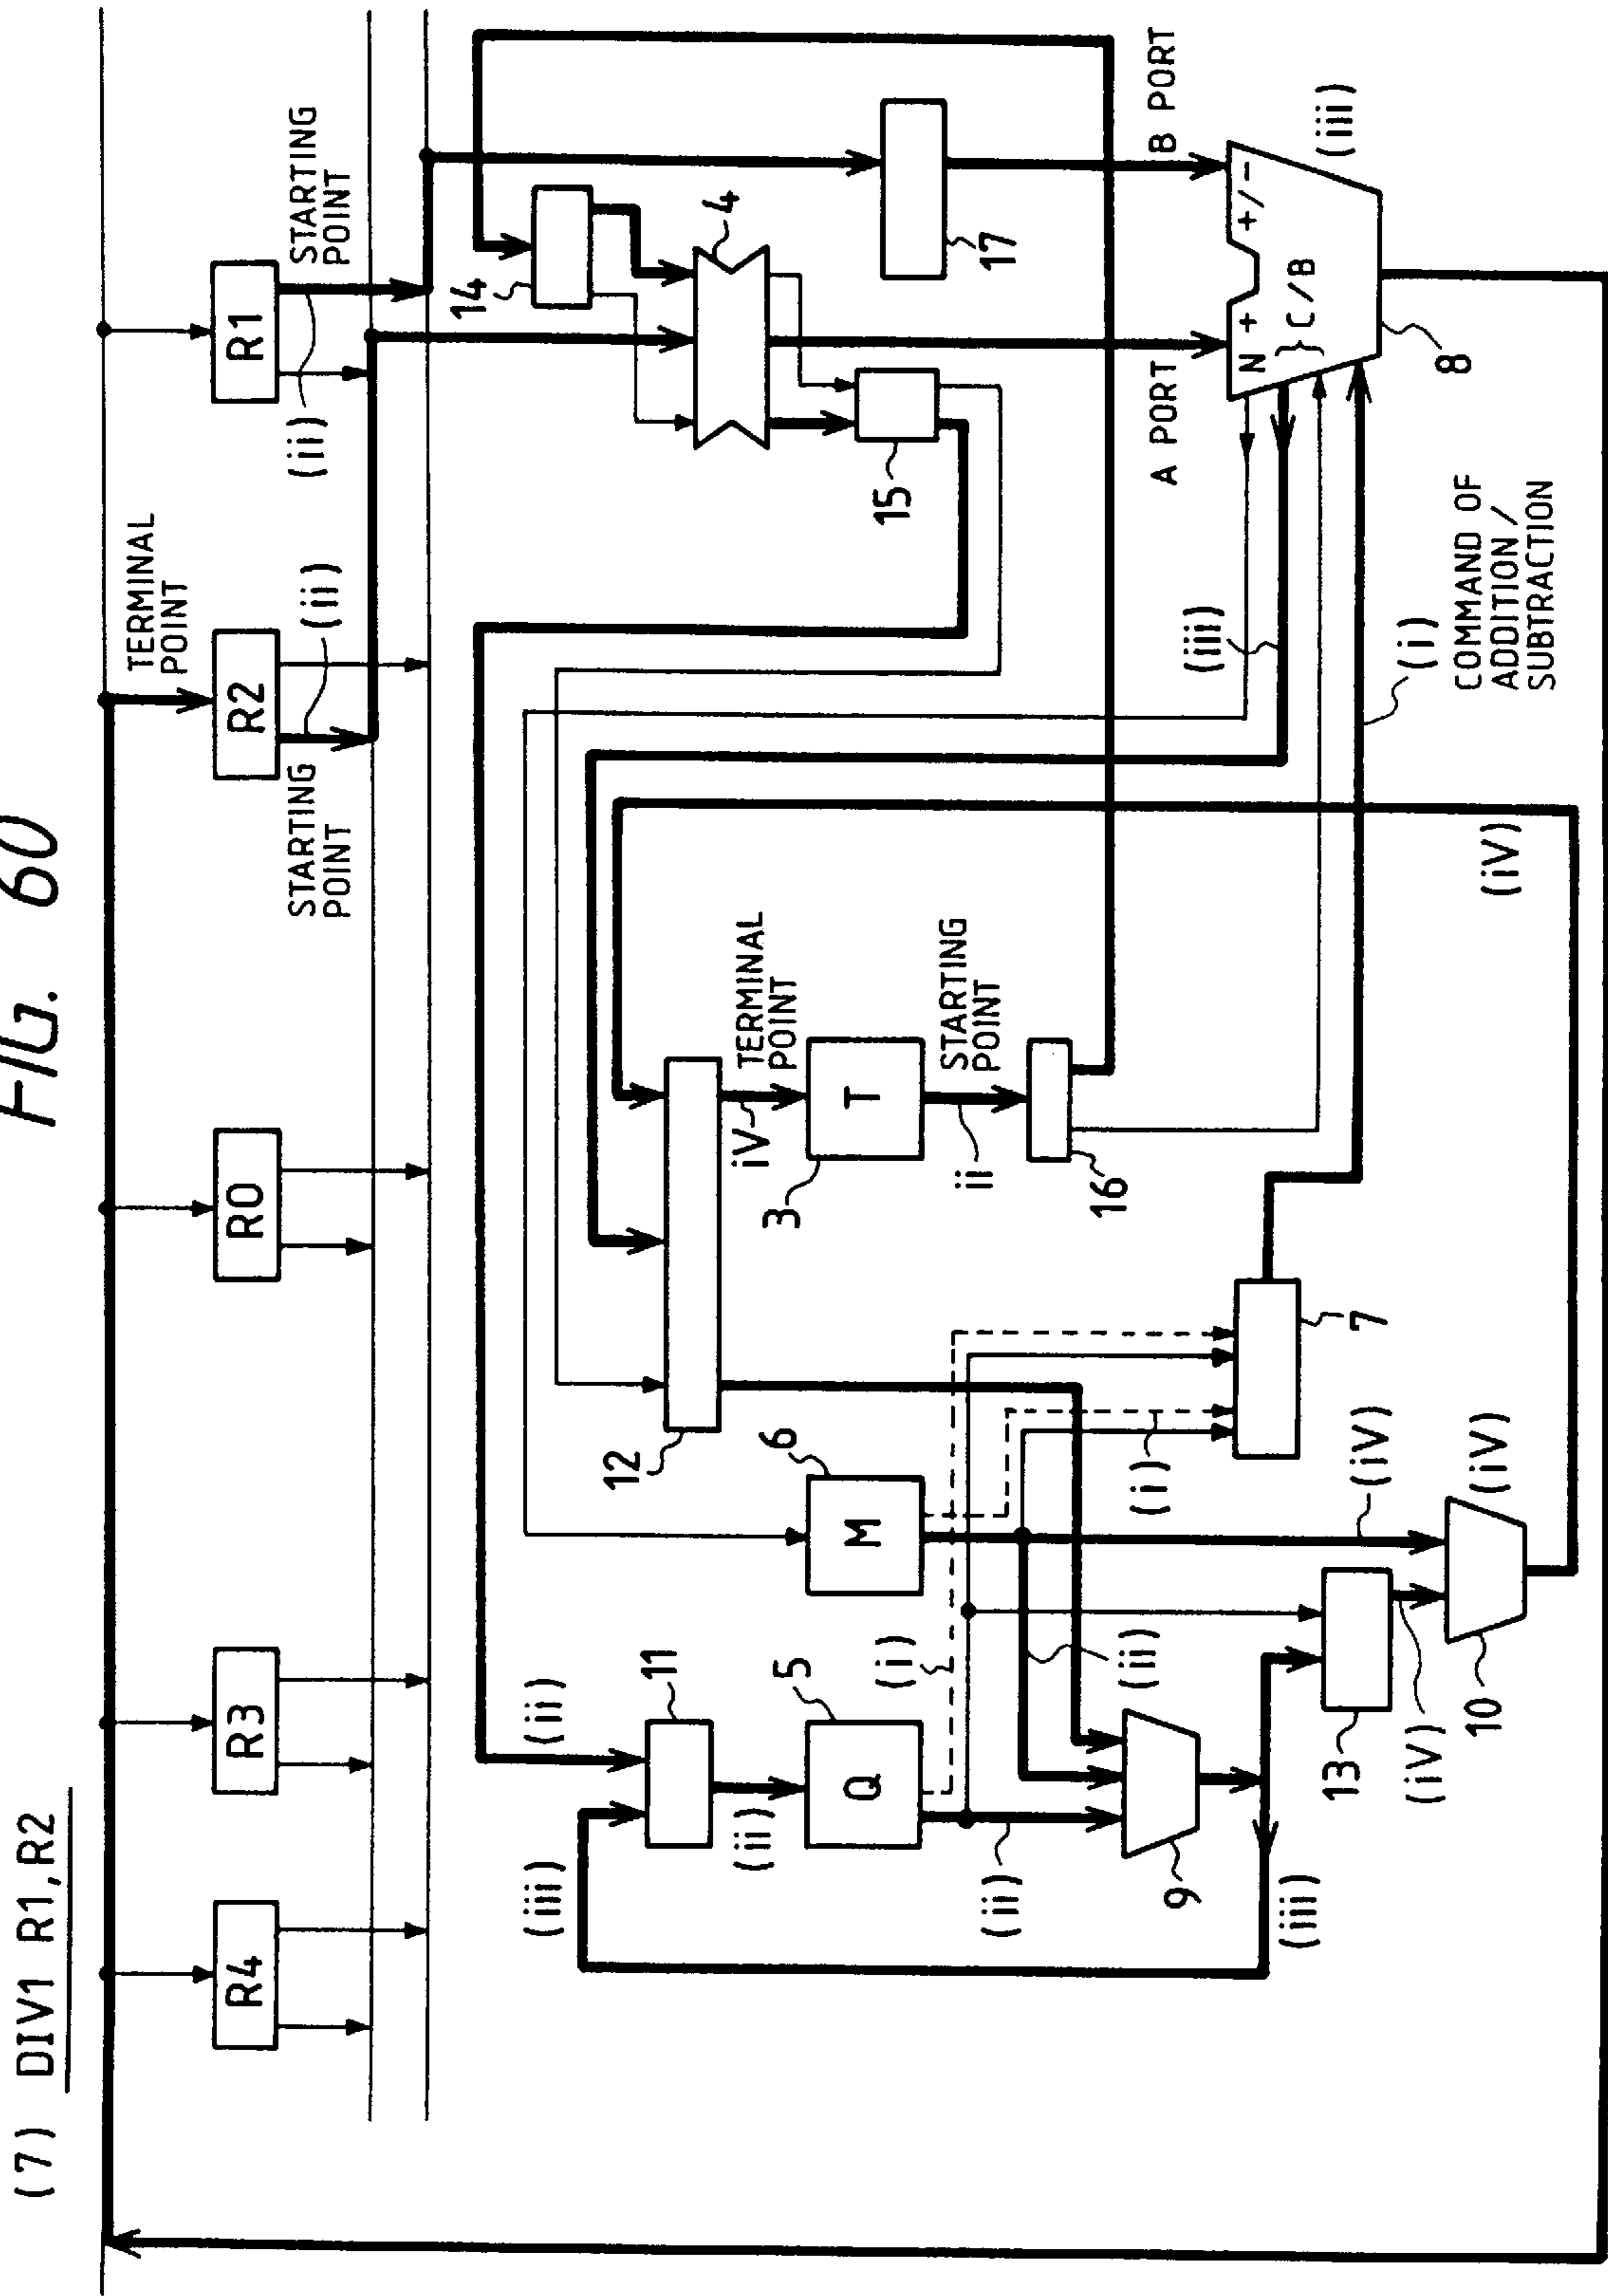 FIG. 60
(7) DIV1 R1,R2
TERMINAL
POINT
R4
R3
R0
R2
R1
STARTING
POINT
(ii)
(ii)
STARTING
POINT
14
4
15
17
(ii)
(iii)
11
12
iV
TERMINAL
POINT
5
Q
6
M
3
T
STARTING
POINT
ii
16
(i)
(ii)
(ii)
(i)
9
(iii)
13
(iV)
7
(iV)
10
(iV)
(iV)
(iii)
A PORT
B PORT
N + +/-
} C/B
(iii)
8
(i)
COMMAND OF
ADDITION /
SUBTRACTION